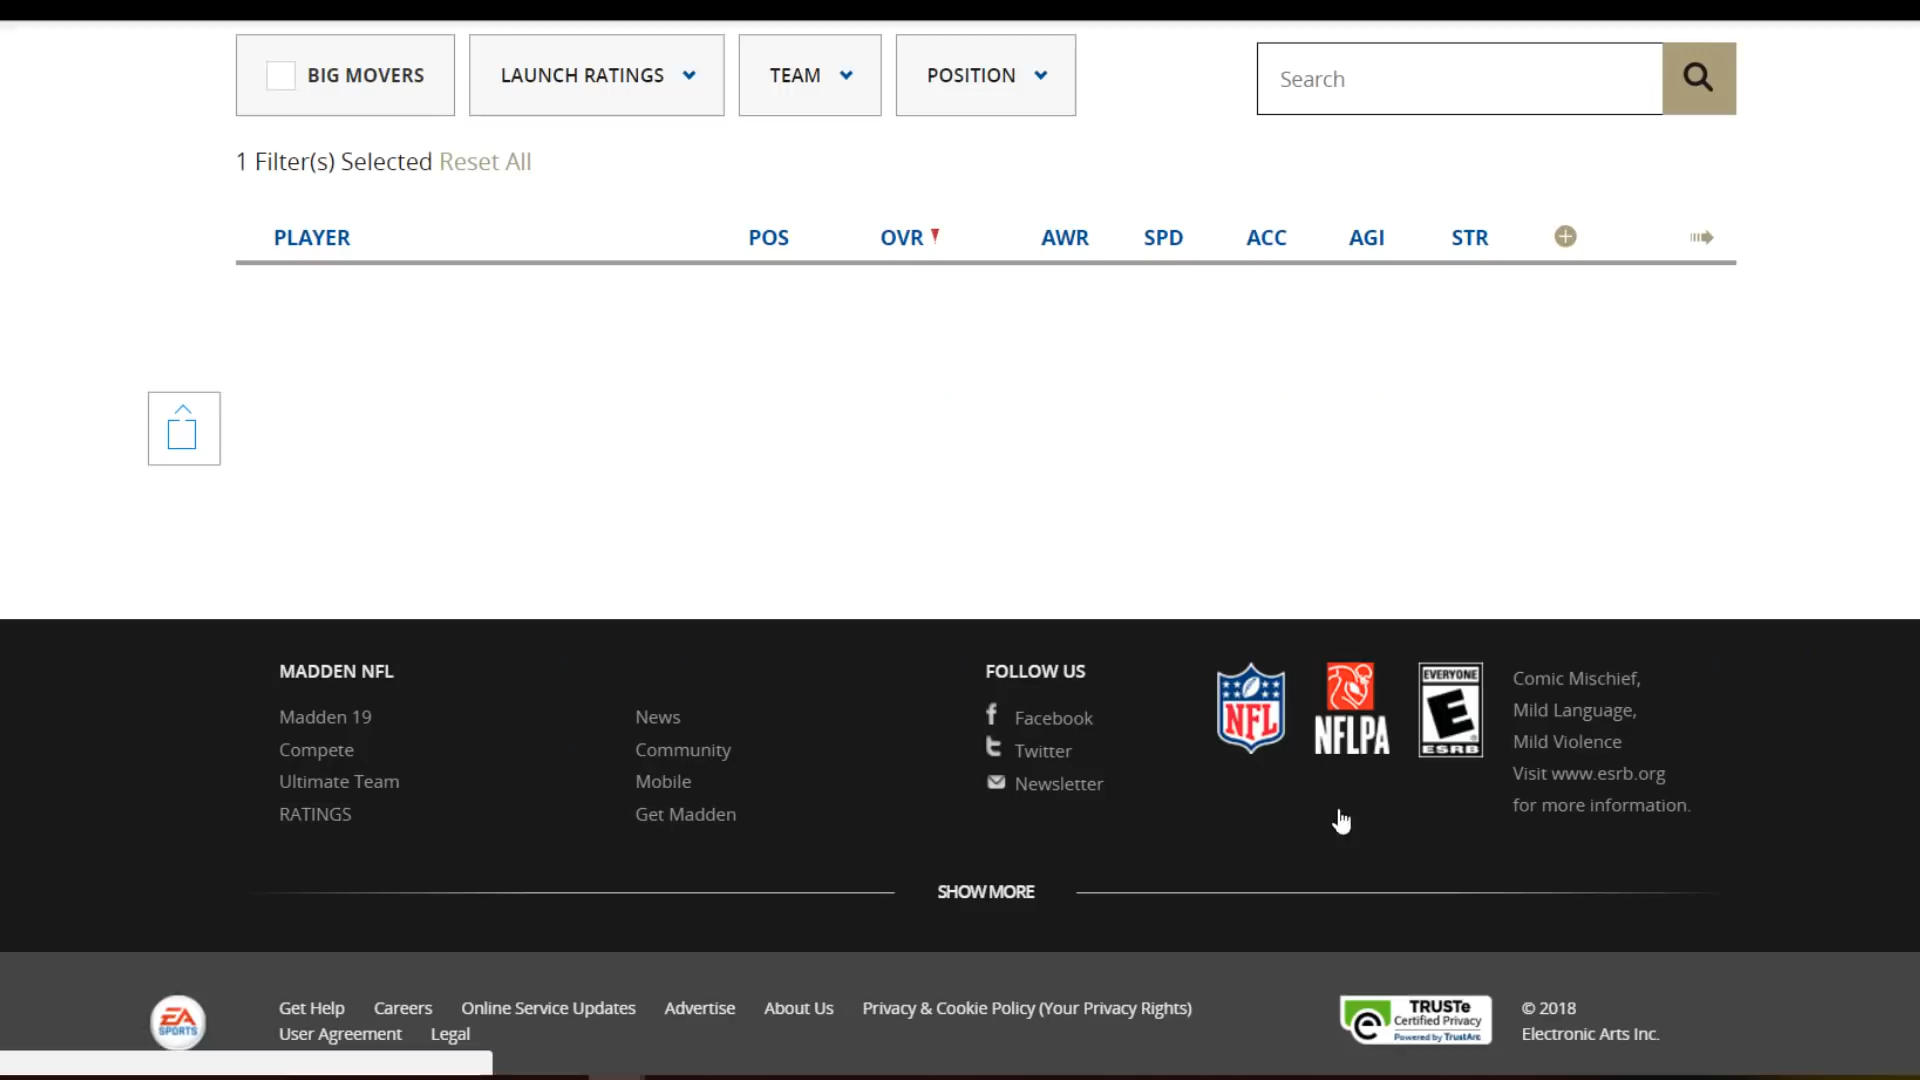 BIG MOVERS
LAUNCH RATINGS
TEAM
POSITION
Search
1 Filter(s) Selected Reset All
PLAYER POS OVR AWR SPD ACC AGI STR
MADDEN NFL
Madden 19
Compete
Ultimate Team
RATINGS
News
Community
Mobile
Get Madden
FOLLOW US
Facebook
Twitter
Newsletter
NFL
NFLPA
EVERYONE
E
ESRB
Comic Mischief,
Mild Language,
Mild Violence
Visit www.esrb.org
for more information.
SHOW MORE
EA
SPORTS
Get Help Careers Online Service Updates Advertise About Us Privacy & Cookie Policy (Your Privacy Rights)
User Agreement Legal
TRUSTe
Certified Privacy
Powered by TrustArc
© 2018
Electronic Arts Inc.